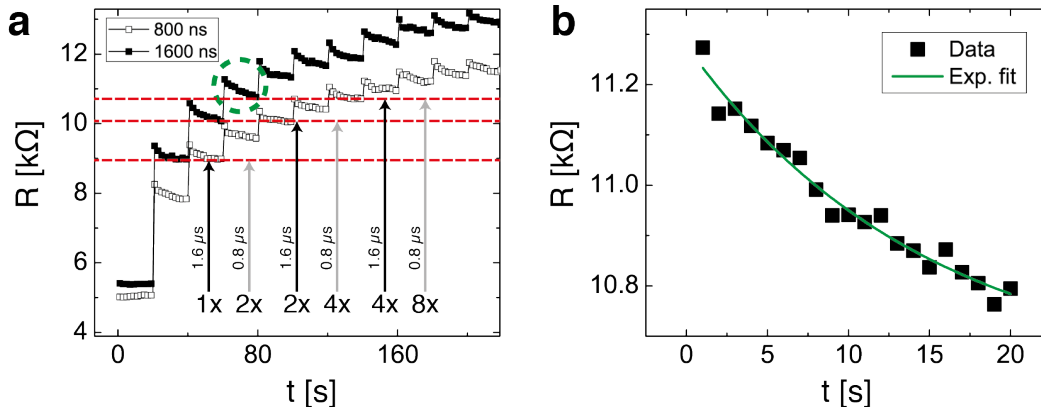 a
800 ns
1600 ns
R [kΩ]
12
10
8
6
4
1.6 µs
0.8 µs
1.6 µs
0.8 µs
1.6 µs
0.8 µs
1x
2x
2x
4x
4x
8x
0
80
160
t [s]
b
Data
Exp. fit
R [kΩ]
11.2
11.0
10.8
0
5
10
15
20
t [s]